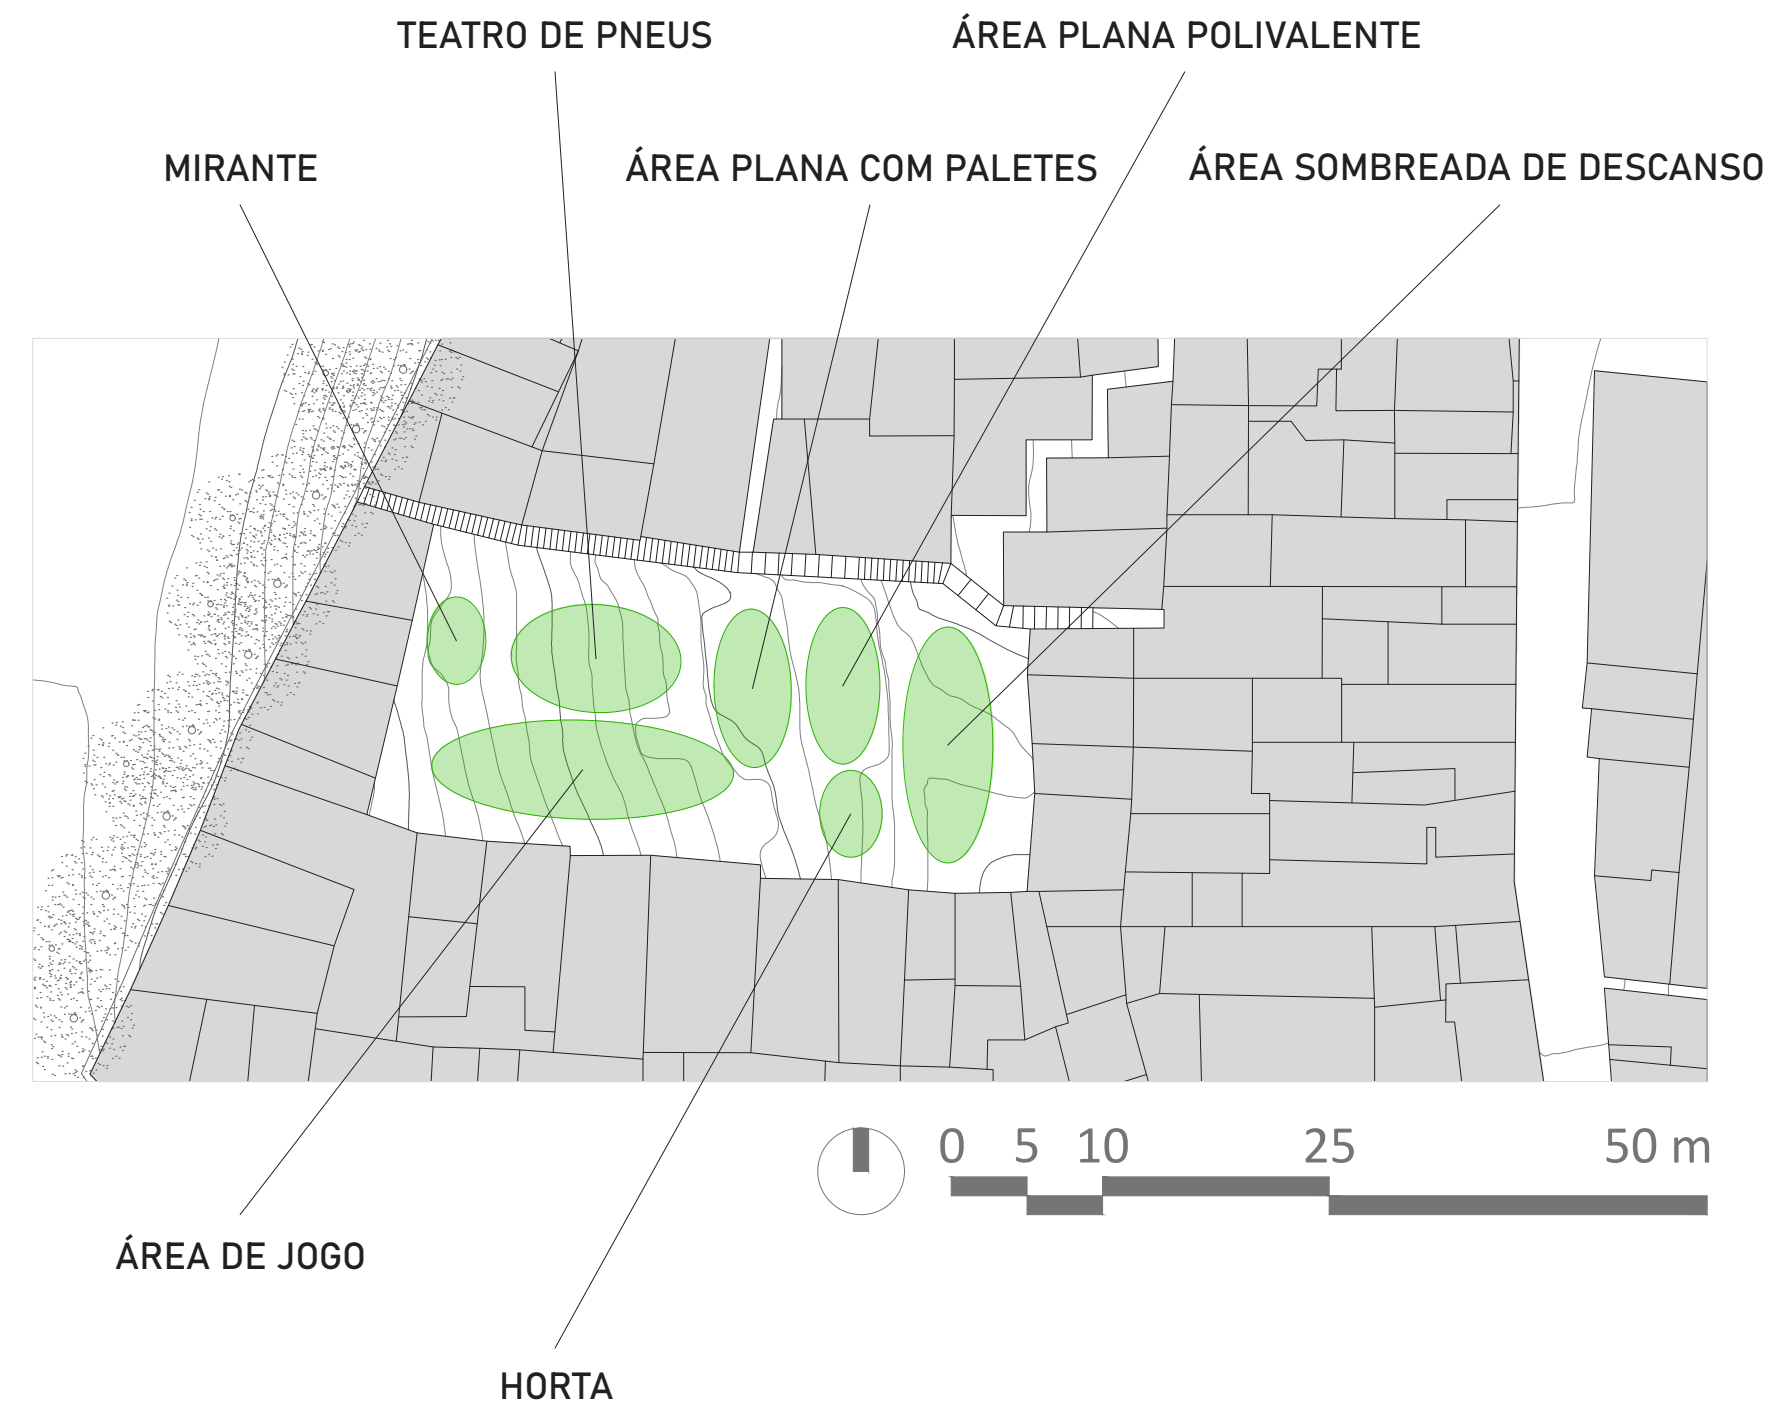 TEATRO DE PNEUS
ÁREA PLANA POLIVALENTE
MIRANTE
ÁREA PLANA COM PALETES
ÁREA SOMBREADA DE DESCANSO
0 5 10 25 50 m
ÁREA DE JOGO
HORTA